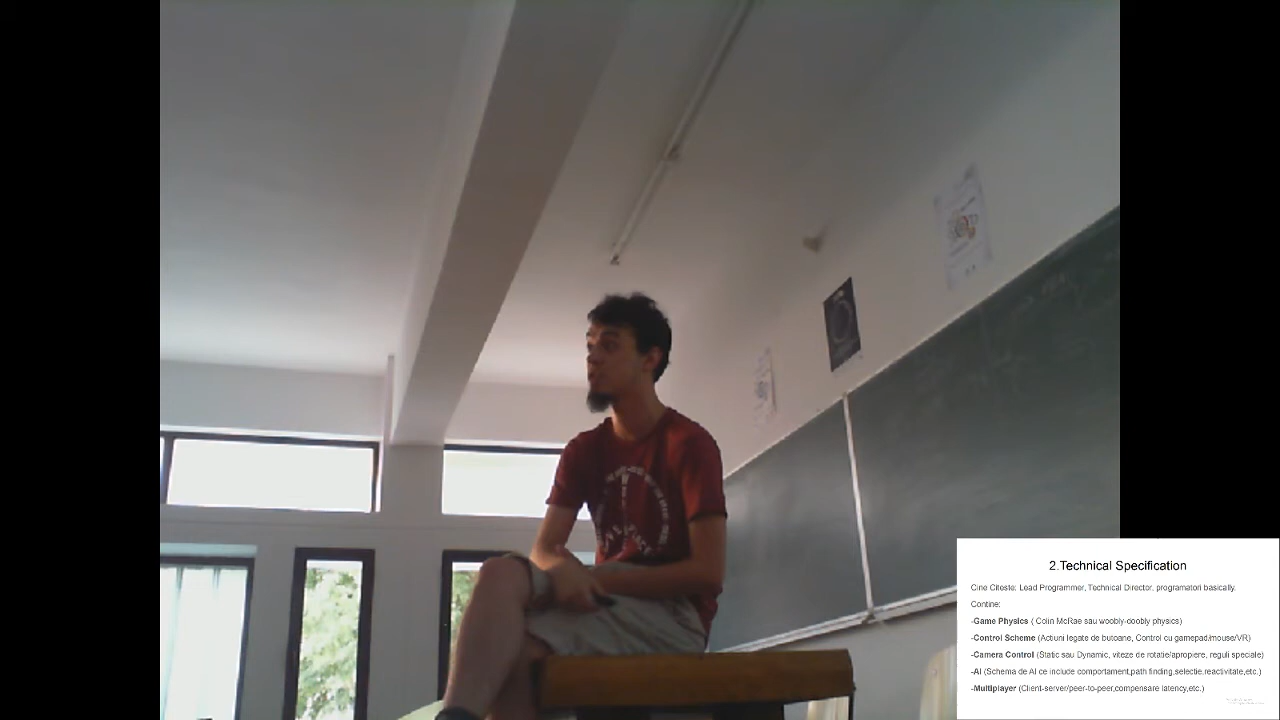 2.Technical Specification
Cine Citeste: Lead Programmer, Technical Director, programatori basically.
Contine:
-Game Physics ( Colin McRae sau woobly-doobly physics)
-Control Scheme (Actiuni legate de butoane, Control cu gamepad/mouse/VR)
-Camera Control (Static sau Dynamic, viteze de rotatie/apropiere, reguli speciale)
-AI (Schema de AI ce include comportament,path finding,selectie,reactivitate,etc.)
-Multiplayer (Client-server/peer-to-peer,compensare latency,etc.)